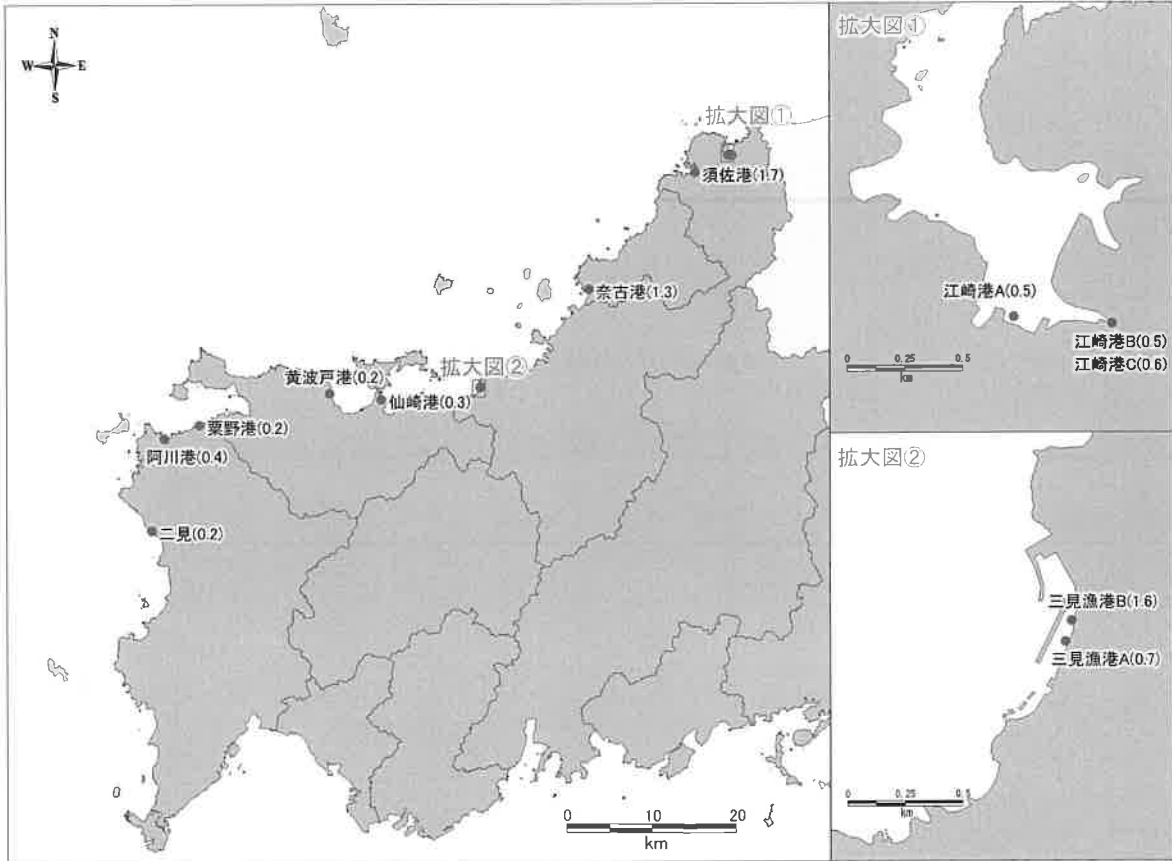 N
W E
S
拡大図①
須佐港(1.7)
奈古港(1.3)
拡大図②
黄波戸港(0.2)
仙崎港(0.3)
粟野港(0.2)
阿川港(0.4)
二見(0.2)
0 10 20
km
拡大図①
江崎港A(0.5)
江崎港B(0.5)
江崎港C(0.6)
0 0.25 0.5
km
拡大図②
三見漁港B(1.6)
三見漁港A(0.7)
0 0.25 0.5
km